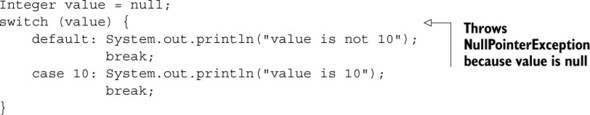 Integer value = null;
switch (value) {
    default: System.out.println("value is not 10");
             break;
    case 10: System.out.println("value is 10");
             break;
}
Throws
NullPointerException
because value is null